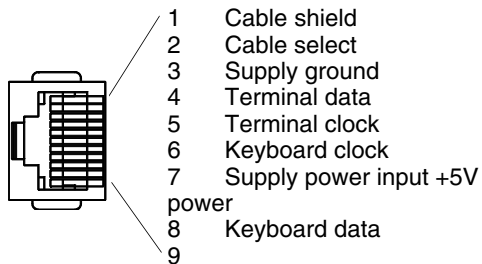 1 Cable shield
2 Cable select
3 Supply ground
4 Terminal data
5 Terminal clock
6 Keyboard clock
7 Supply power input +5V
power
8 Keyboard data
9